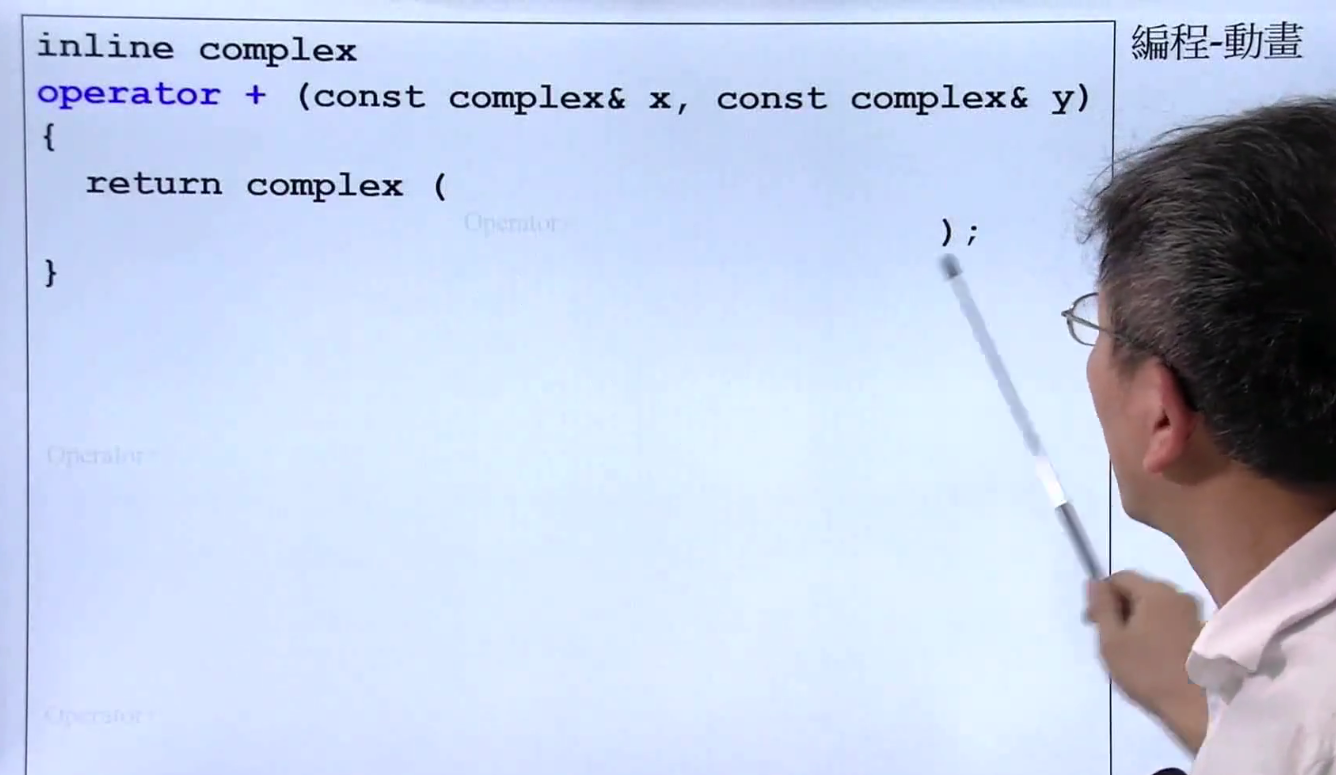 inline complex
編程-動畫
operator + (const complex& x, const complex& y)
{
return complex (
Operator
);
}
Operator
Operator